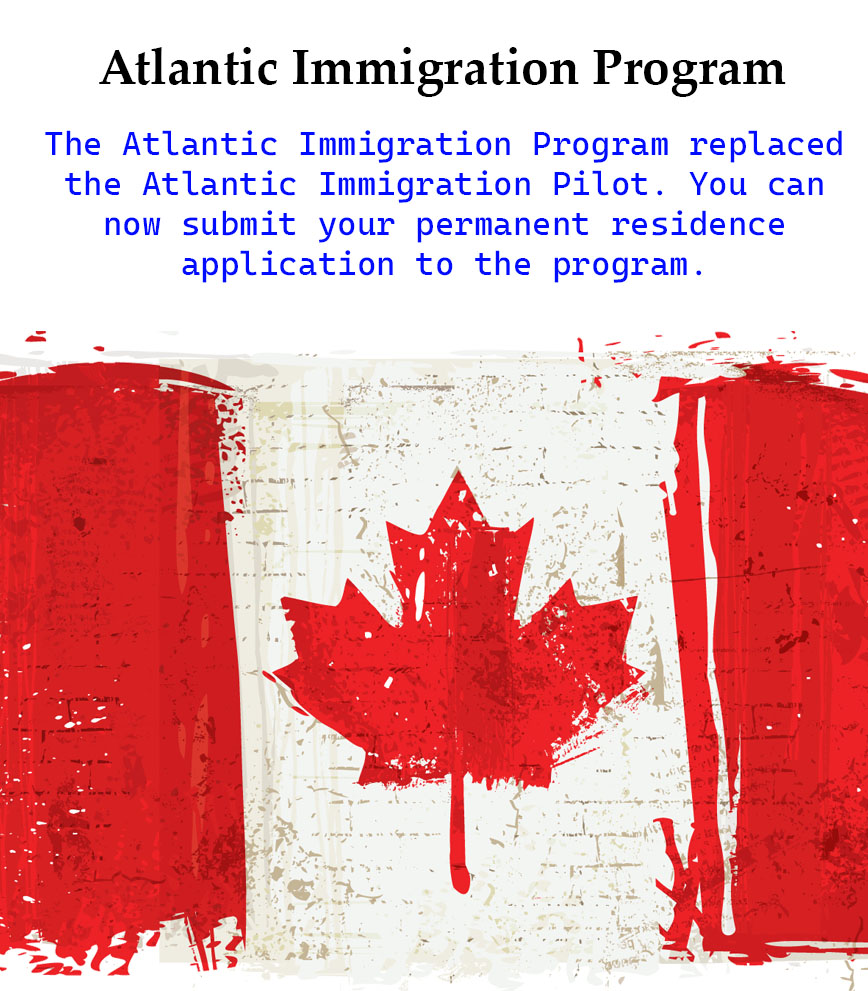 Atlantic Immigration Program
The Atlantic Immigration Program replaced
the Atlantic Immigration Pilot. You can
now submit your permanent residence
application to the program.